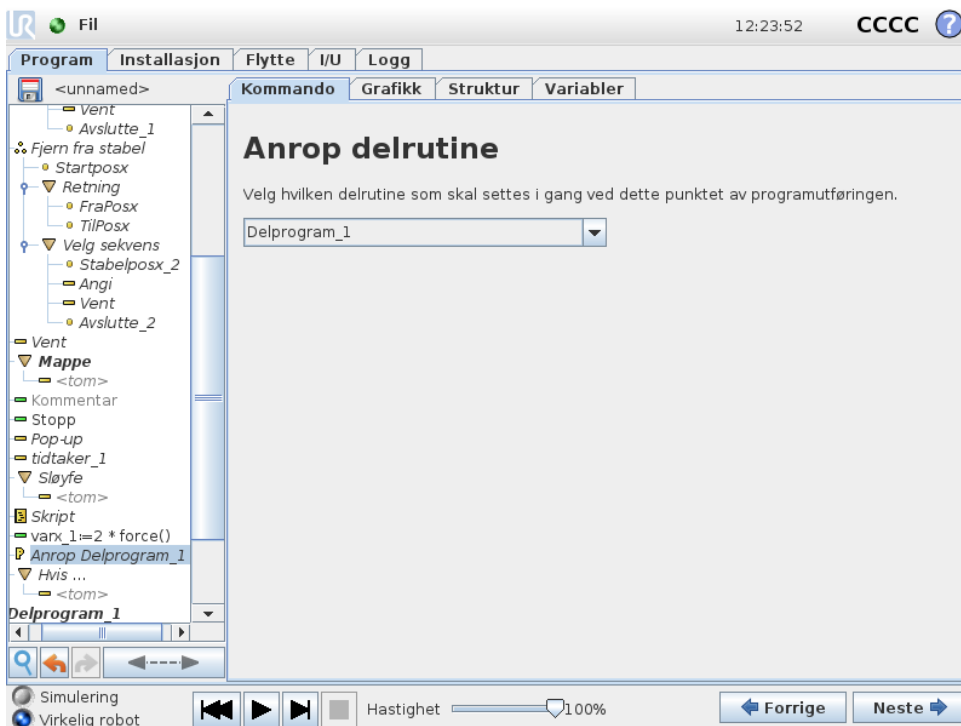 UR Fil 12:23:52 CCCC ?
Program Installasjon Flytte I/U Logg
<unnamed>
Kommando Grafikk Struktur Variabler
Vent
Avslutte_1
Fjern fra stabel
Startposx
Retning
FraPosx
TilPosx
Velg sekvens
Stabelposx_2
Angi
Vent
Avslutte_2
Vent
Mappe
<tom>
Kommentar
Stopp
Pop-up
tidtaker_1
Sløyfe
<tom>
Skript
varx_1:=2 * force()
Anrop Delprogram_1
Hvis ...
<tom>
Delprogram_1
Anrop delrutine
Velg hvilken delrutine som skal settes i gang ved dette punktet av programutføringen.
Delprogram_1
Simulering
Virkelig robot
Hastighet 100%
Forrige Neste